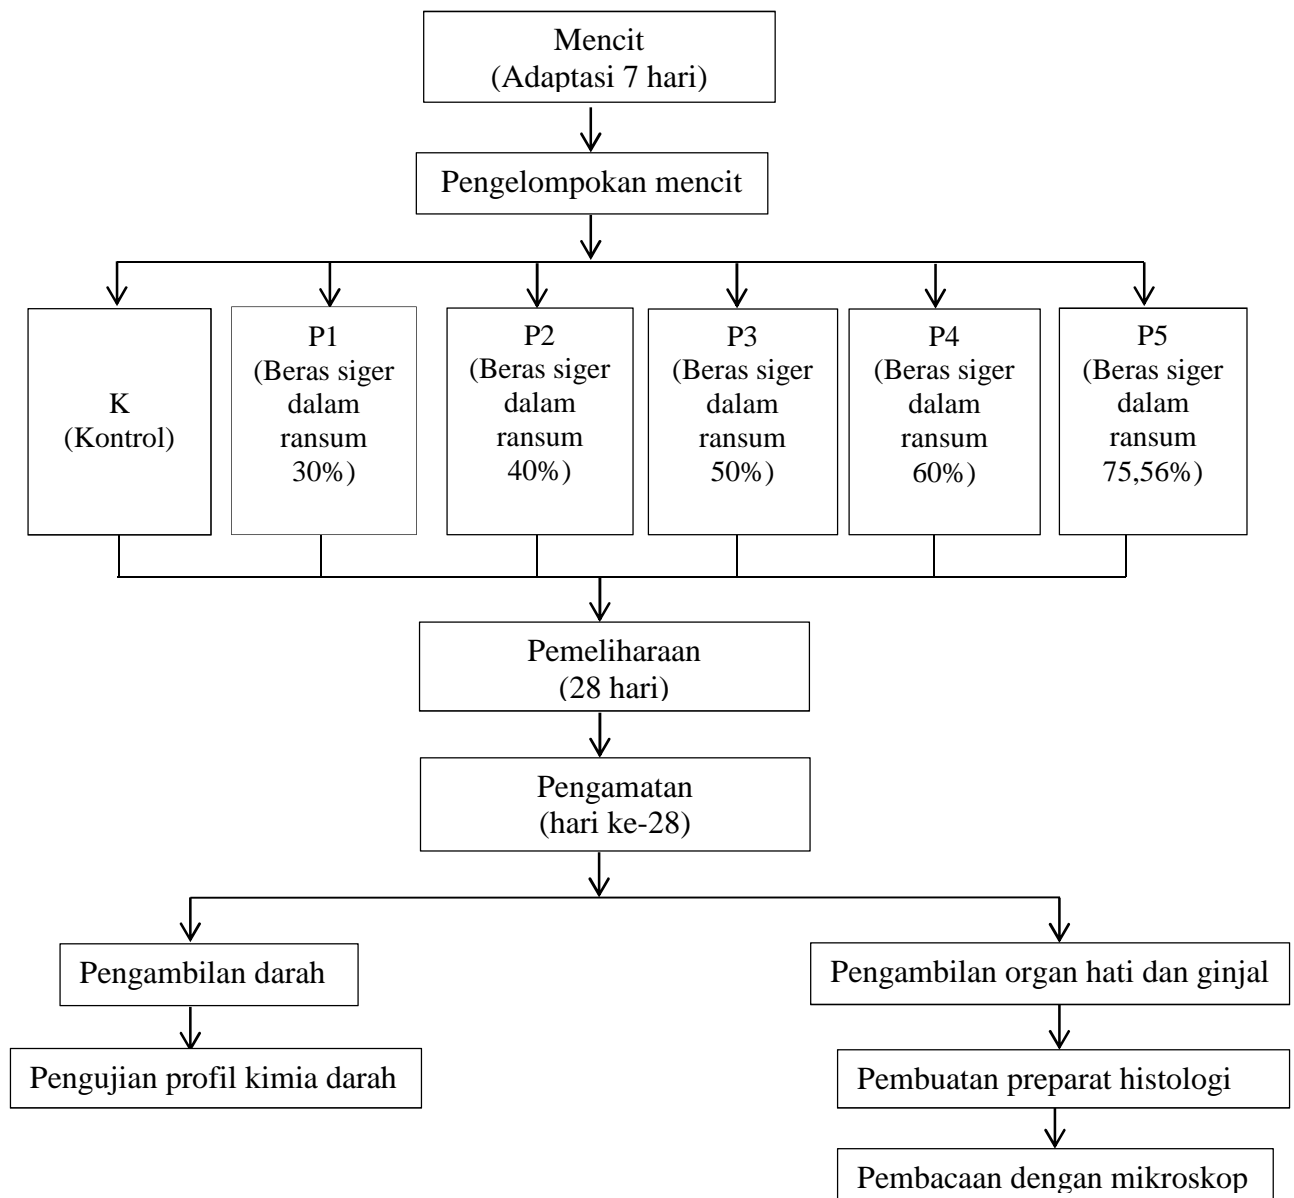 Mencit
(Adaptasi 7 hari)
Pengelompokan mencit
K
(Kontrol)
P1
(Beras siger
dalam
ransum
30%)
P2
(Beras siger
dalam
ransum
40%)
P3
(Beras siger
dalam
ransum
50%)
P4
(Beras siger
dalam
ransum
60%)
P5
(Beras siger
dalam
ransum
75,56%)
Pemeliharaan
(28 hari)
Pengamatan
(hari ke-28)
Pengambilan darah
Pengambilan organ hati dan ginjal
Pengujian profil kimia darah
Pembuatan preparat histologi
Pembacaan dengan mikroskop